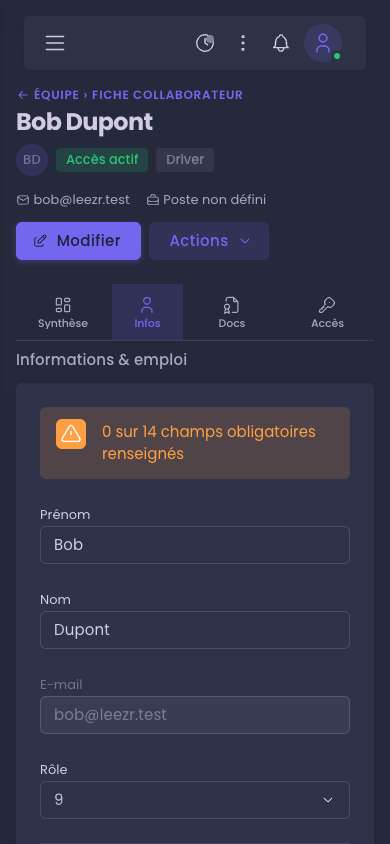 ← ÉQUIPE › FICHE COLLABORATEUR
Bob Dupont
BD Accès actif Driver
bob@leezr.test Poste non défini
Modifier Actions
Synthèse Infos Docs Accès
Informations & emploi
0 sur 14 champs obligatoires
renseignés
Prénom
Bob
Nom
Dupont
E-mail
bob@leezr.test
Rôle
9